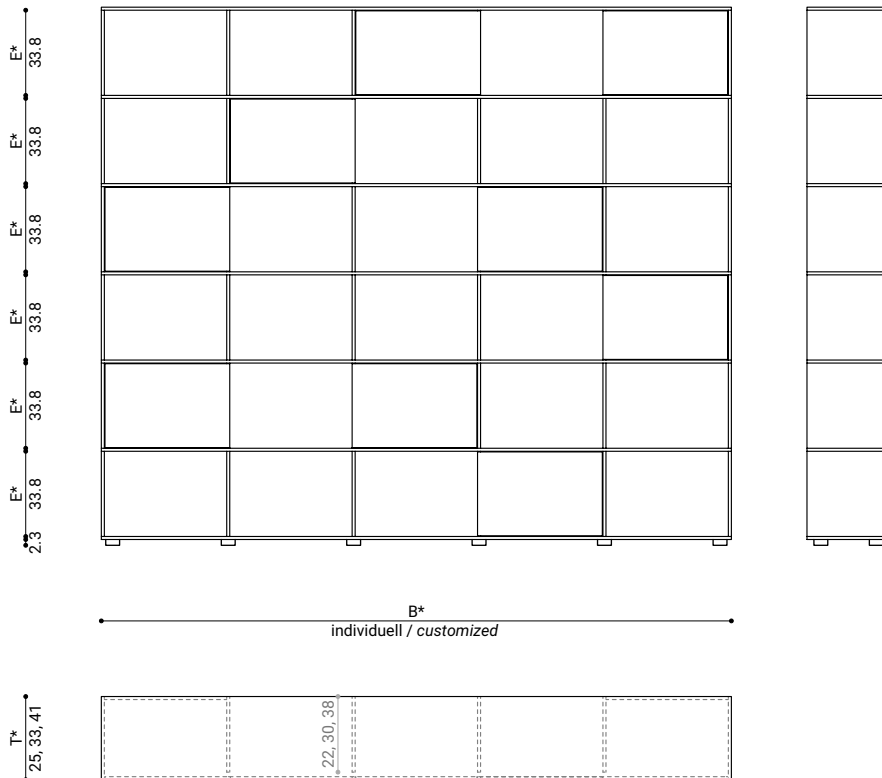 E*
33.8
E*
33.8
E*
33.8
E*
33.8
E*
33.8
E*
33.8
2.3
B*
individuell / customized
T*
25, 33, 41
22, 30, 38